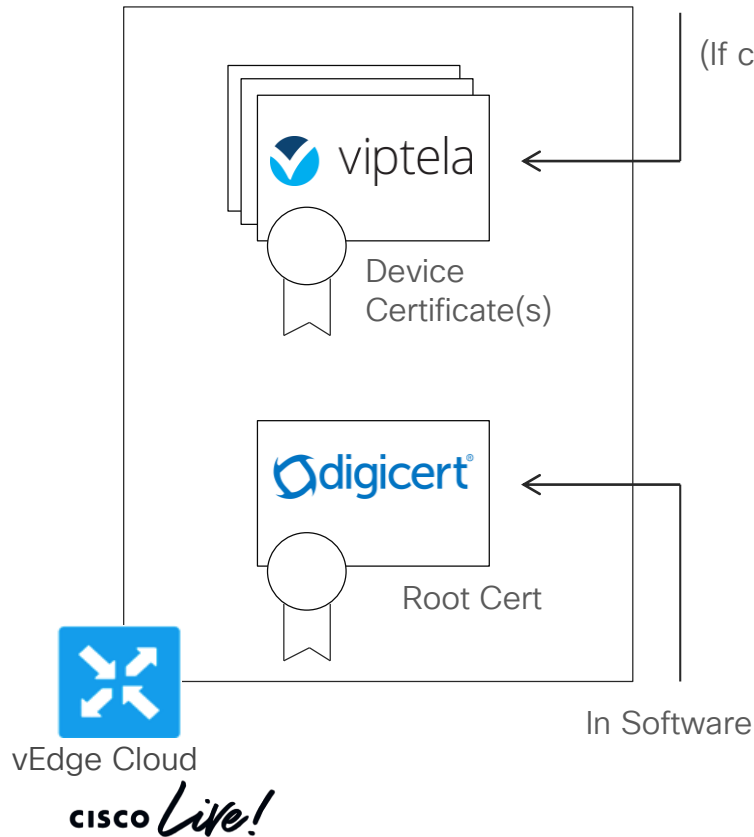 (If c
viptela
Device
Certificate(s)
digicert®
Root Cert
In Software
vEdge Cloud
CISCO Live!